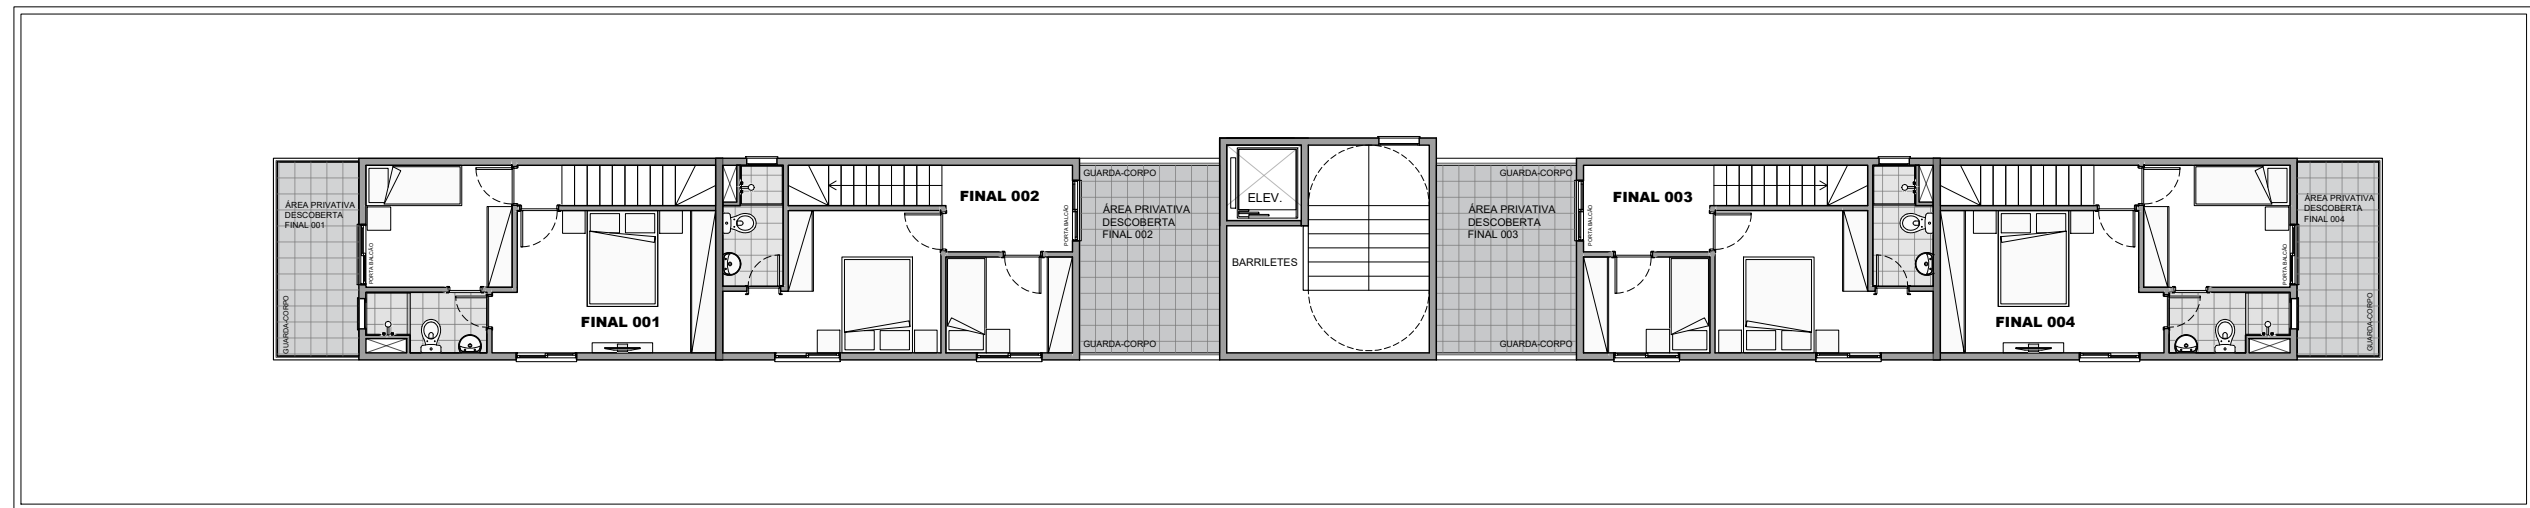 ÁREA PRIVATIVA
DESCOBERTA
FINAL 001
GUARDA-CORPO
PORTA BALCÃO
FINAL 001
FINAL 002
PORTA BALCÃO
GUARDA-CORPO
ÁREA PRIVATIVA
DESCOBERTA
FINAL 002
GUARDA-CORPO
ELEV.
BARRILETES
GUARDA-CORPO
ÁREA PRIVATIVA
DESCOBERTA
FINAL 003
GUARDA-CORPO
PORTA BALCÃO
FINAL 003
FINAL 004
PORTA BALCÃO
ÁREA PRIVATIVA
DESCOBERTA
FINAL 004
GUARDA-CORPO